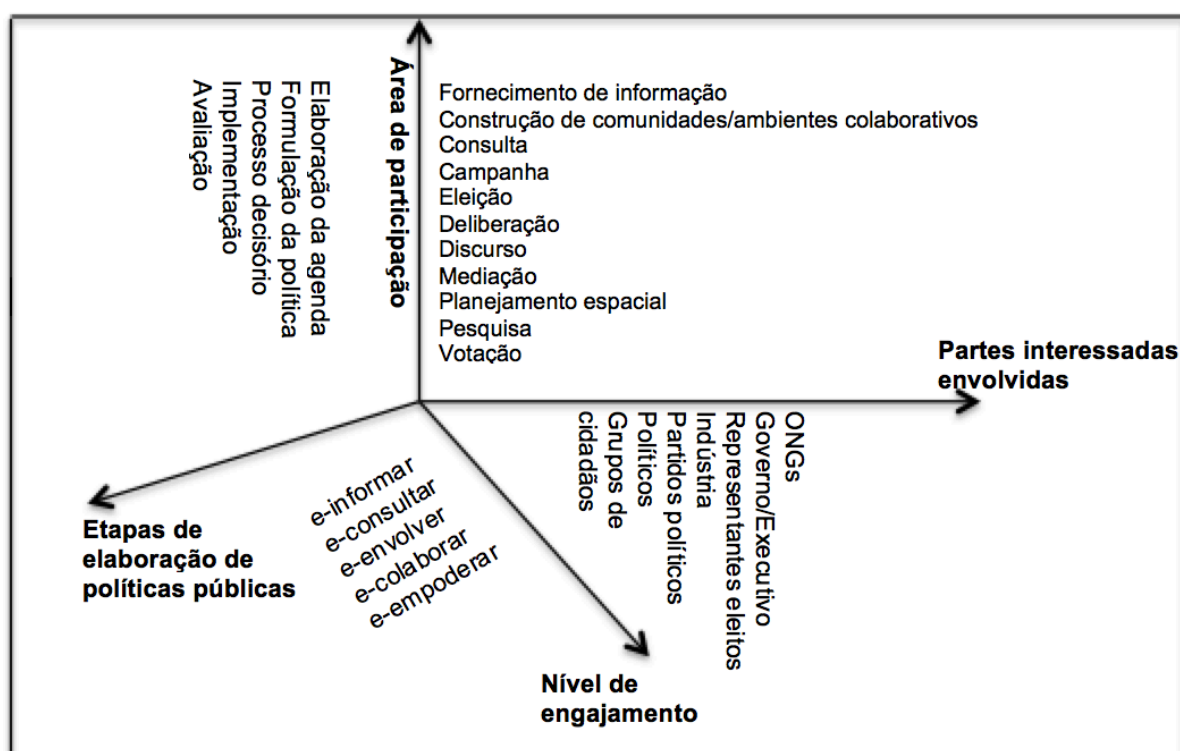 Área de participação
Elaboração da agenda
Formulação da política
Processo decisório
Implementação
Avaliação
Fornecimento de informação
Construção de comunidades/ambientes colaborativos
Consulta
Campanha
Eleição
Deliberação
Discurso
Mediação
Planejamento espacial
Pesquisa
Votação
Partes interessadas
envolvidas
ONGs
Governo/Executivo
Representantes eleitos
Indústria
Partidos políticos
Políticos
Grupos de
cidadãos
e-informar
e-consultar
e-envolver
e-colaborar
e-empoderar
Etapas de
elaboração de
políticas públicas
Nível de
engajamento